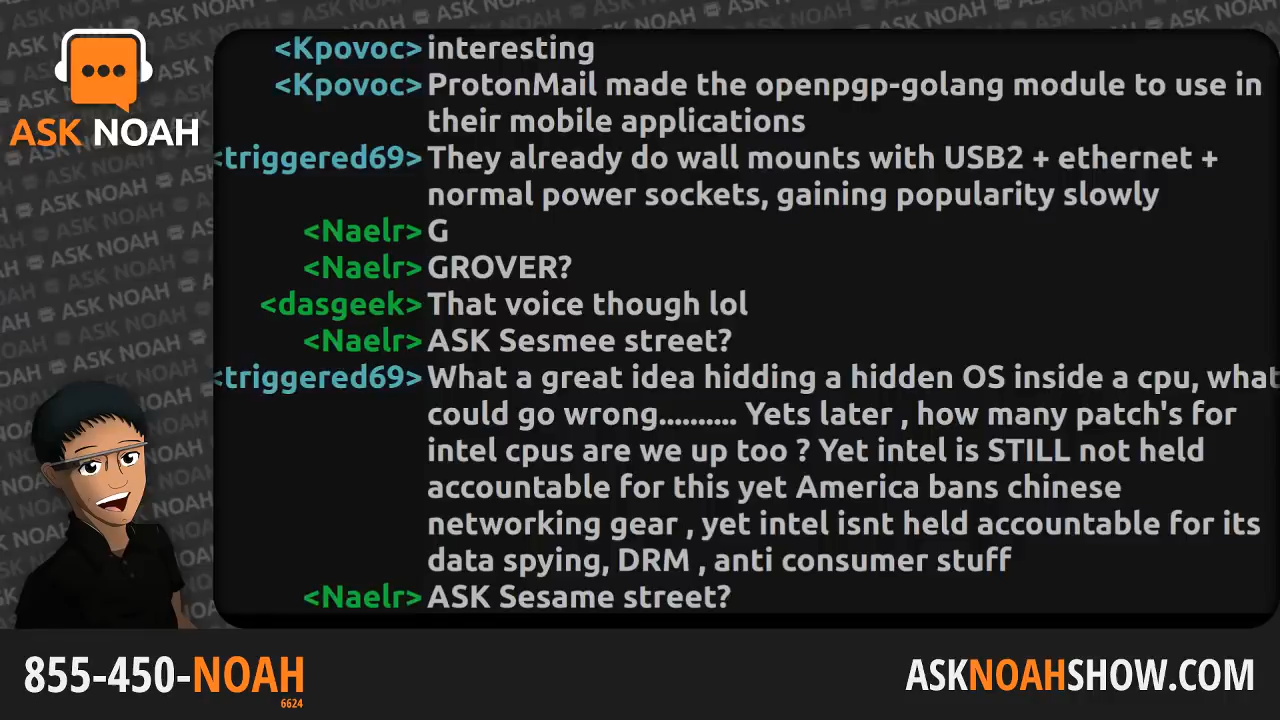 ASK NOAH
<Kpovoc> interesting
<Kpovoc> ProtonMail made the openpgp-golang module to use in
their mobile applications
<triggered69> They already do wall mounts with USB2 + ethernet +
normal power sockets, gaining popularity slowly
<Naelr> G
<Naelr> GROVER?
<dasgeek> That voice though lol
<Naelr> ASK Sesmee street?
<triggered69> What a great idea hidding a hidden OS inside a cpu, what
could go wrong.......... Yets later , how many patch's for
intel cpus are we up too ? Yet intel is STILL not held
accountable for this yet America bans chinese
networking gear , yet intel isnt held accountable for its
data spying, DRM , anti consumer stuff
<Naelr> ASK Sesame street?
855-450-NOAH
6624
ASKNOAHSHOW.COM